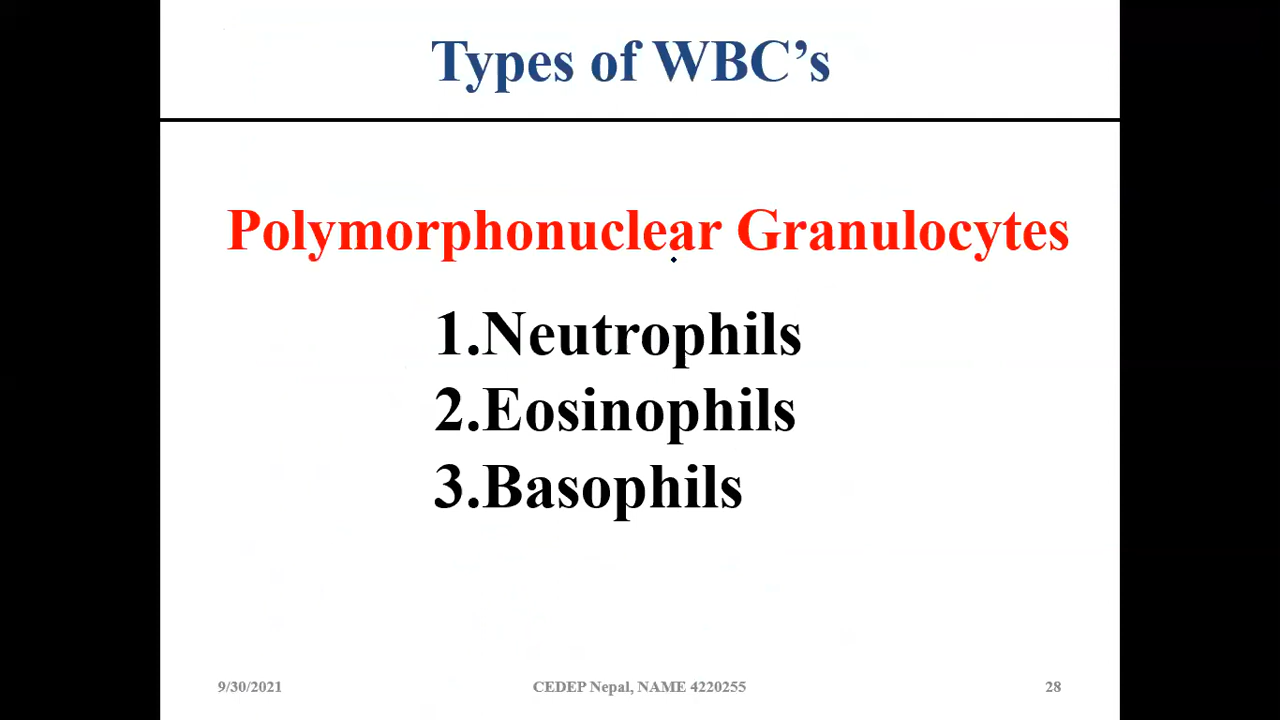 Types of WBC’s
Polymorphonuclear Granulocytes
1.Neutrophils
2.Eosinophils
3.Basophils
9/30/2021 CEDEP Nepal, NAME 4220255 28